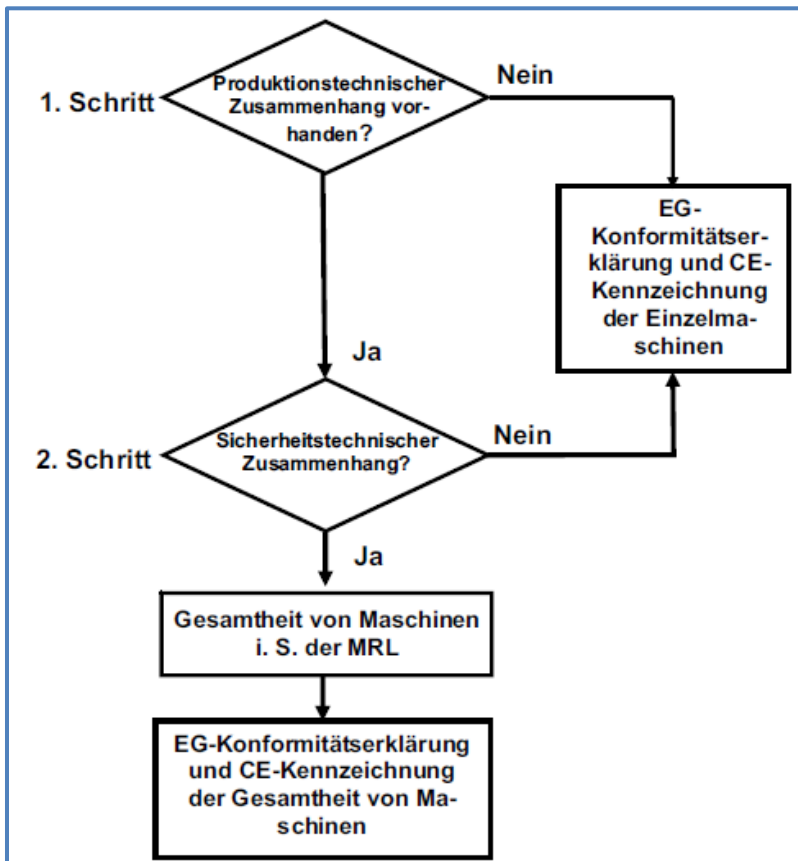 Produktionstechnischer
Zusammenhang vor-
handen?
1. Schritt
Nein
EG-
Konformitätser-
klärung und CE-
Kennzeichnung
der Einzelma-
schinen
Ja
Sicherheitstechnischer
Zusammenhang?
2. Schritt
Nein
Ja
Gesamtheit von Maschinen
i. S. der MRL
EG-Konformitätserklärung
und CE-Kennzeichnung
der Gesamtheit von Ma-
schinen